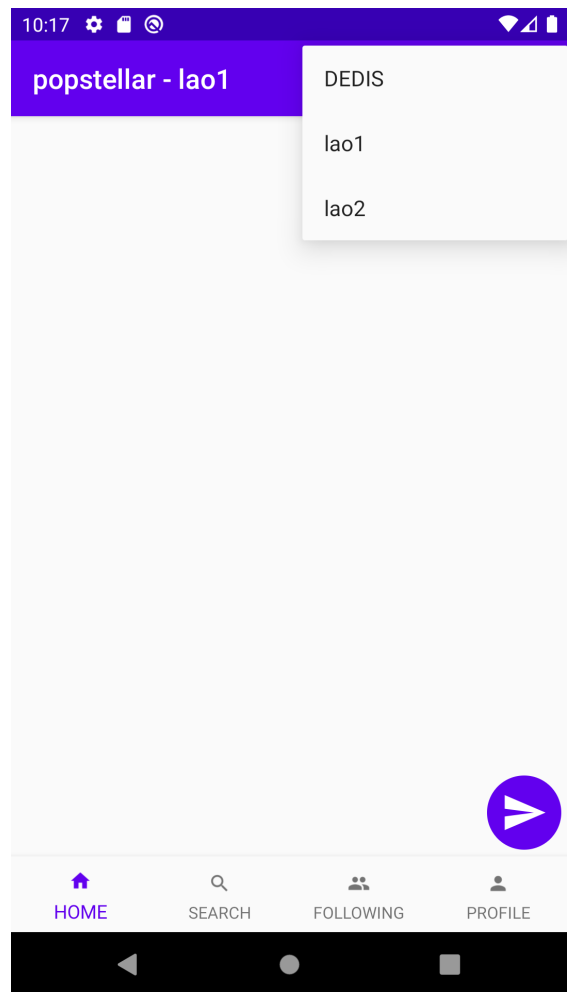 10:17
popstellar - lao1
DEDIS
lao1
lao2
HOME
SEARCH
FOLLOWING
PROFILE